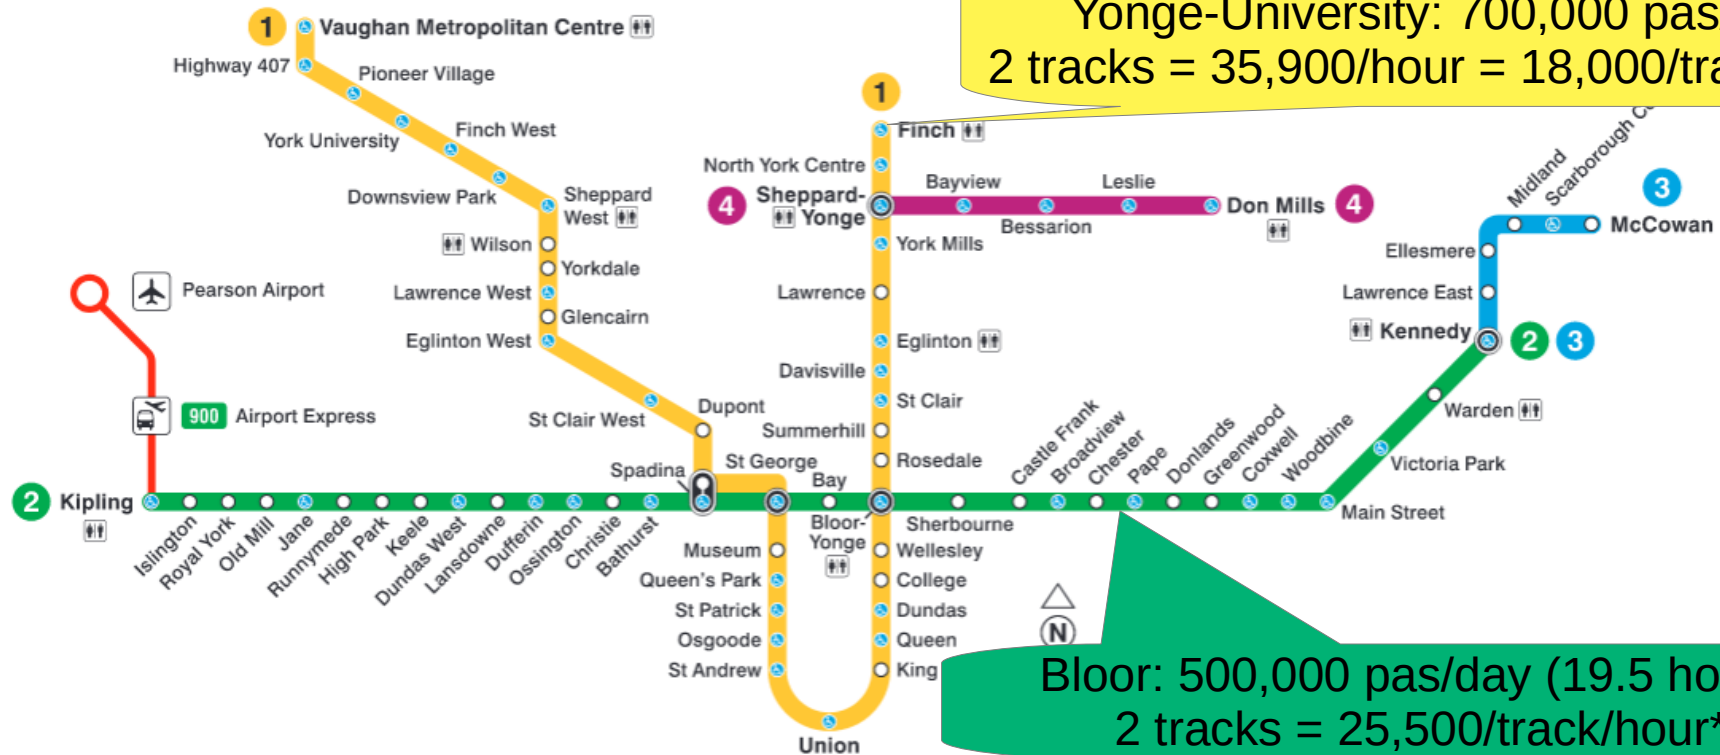 Yonge-University: 700,000 pas
2 tracks = 35,900/hour = 18,000/tra
1
Vaughan Metropolitan Centre
Highway 407
Pioneer Village
York University
Finch West
Downsview Park
Sheppard
West
Wilson
Yorkdale
Lawrence West
Glencairn
Eglinton West
St Clair West
Dupont
Spadina
St George
1
Finch
North York Centre
4
Sheppard-
Yonge
Bayview
Bessarion
Leslie
Don Mills
4
York Mills
Lawrence
Eglinton
Davisville
St Clair
Summerhill
Rosedale
Midland
Scarborough
3
McCowan
Ellesmere
Lawrence East
Kennedy
2
3
Warden
Victoria Park
Main Street
Pearson Airport
900
Airport Express
2
Kipling
Islington
Royal York
Old Mill
Jane
Runnymede
High Park
Keele
Dundas West
Lansdowne
Dufferin
Ossington
Christie
Bathurst
Bay
Bloor-
Yonge
Sherbourne
Castle Frank
Broadview
Chester
Pape
Donlands
Greenwood
Coxwell
Woodbine
Museum
Queen's Park
St Patrick
Osgoode
St Andrew
Union
Wellesley
College
Dundas
Queen
King
N
Bloor: 500,000 pas/day (19.5 ho
2 tracks = 25,500/track/hour*